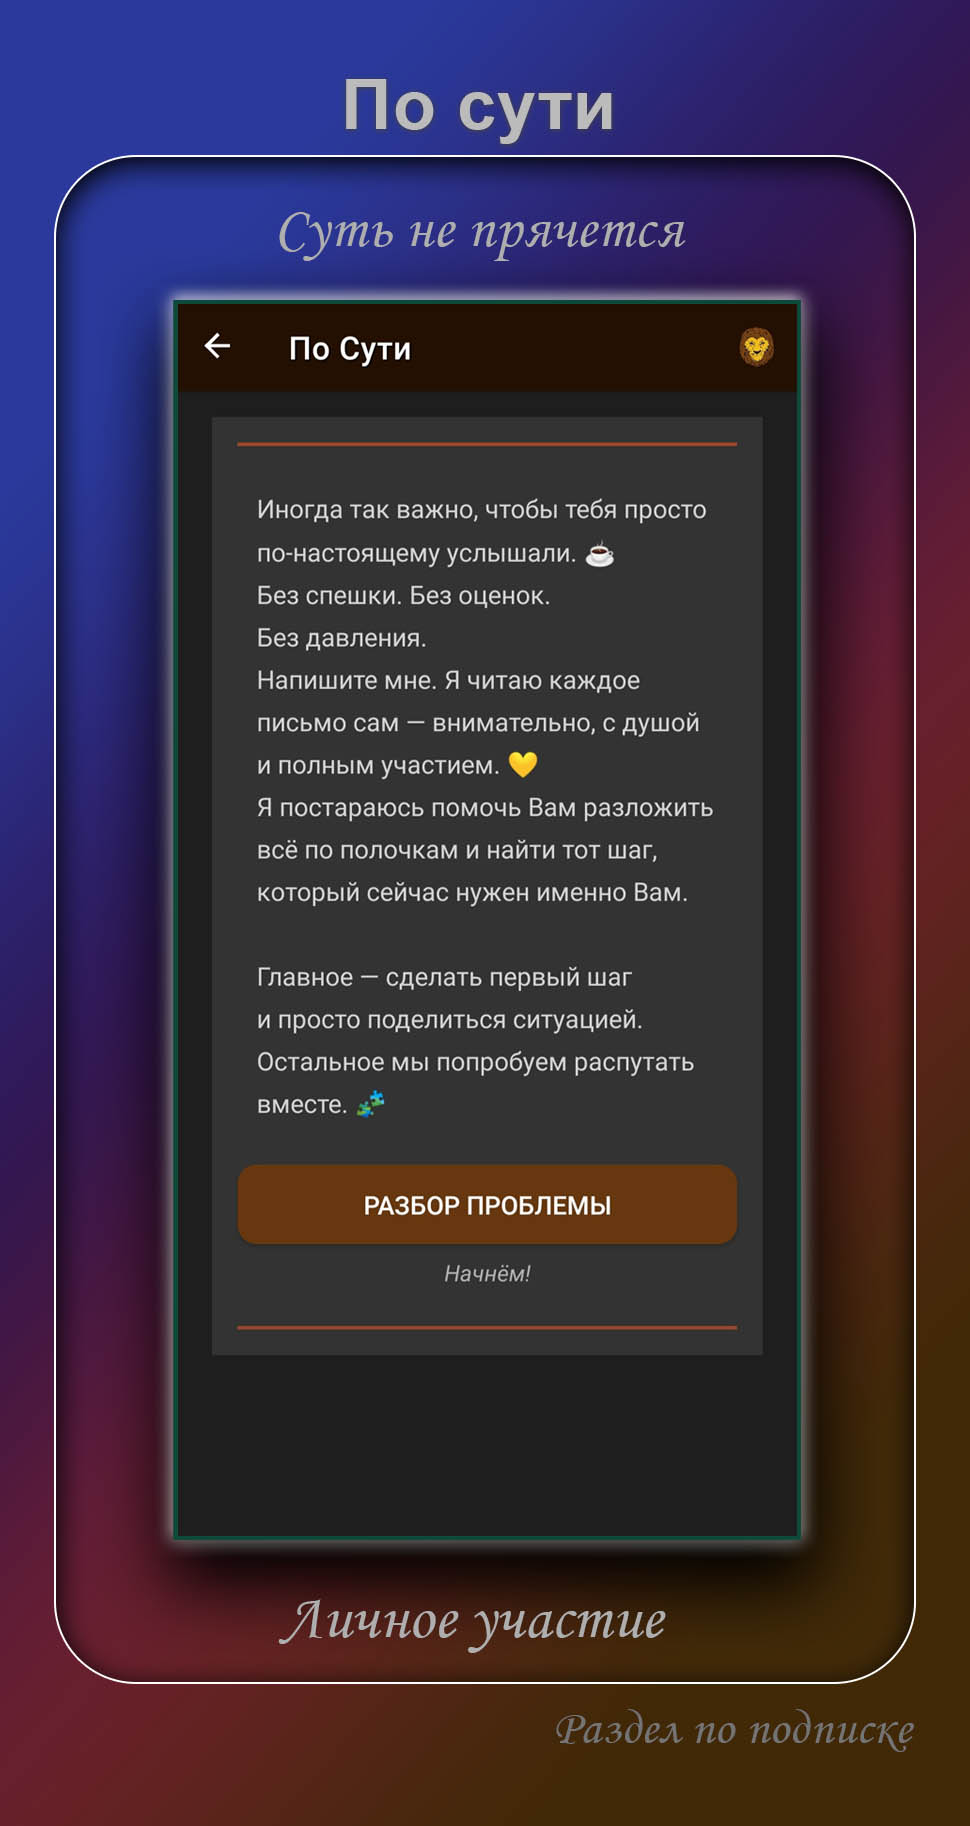 По сути
Суть не прячется
По Сути
Иногда так важно, чтобы тебя просто
по-настоящему услышали. ☕
Без спешки. Без оценок.
Без давления.
Напишите мне. Я читаю каждое
письмо сам — внимательно, с душой
и полным участием. 💛
Я постараюсь помочь Вам разложить
всё по полочкам и найти тот шаг,
который сейчас нужен именно Вам.
Главное — сделать первый шаг
и просто поделиться ситуацией.
Остальное мы попробуем распутать
вместе. 🧩
РАЗБОР ПРОБЛЕМЫ
Начнём!
Личное участие
Раздел по подписке